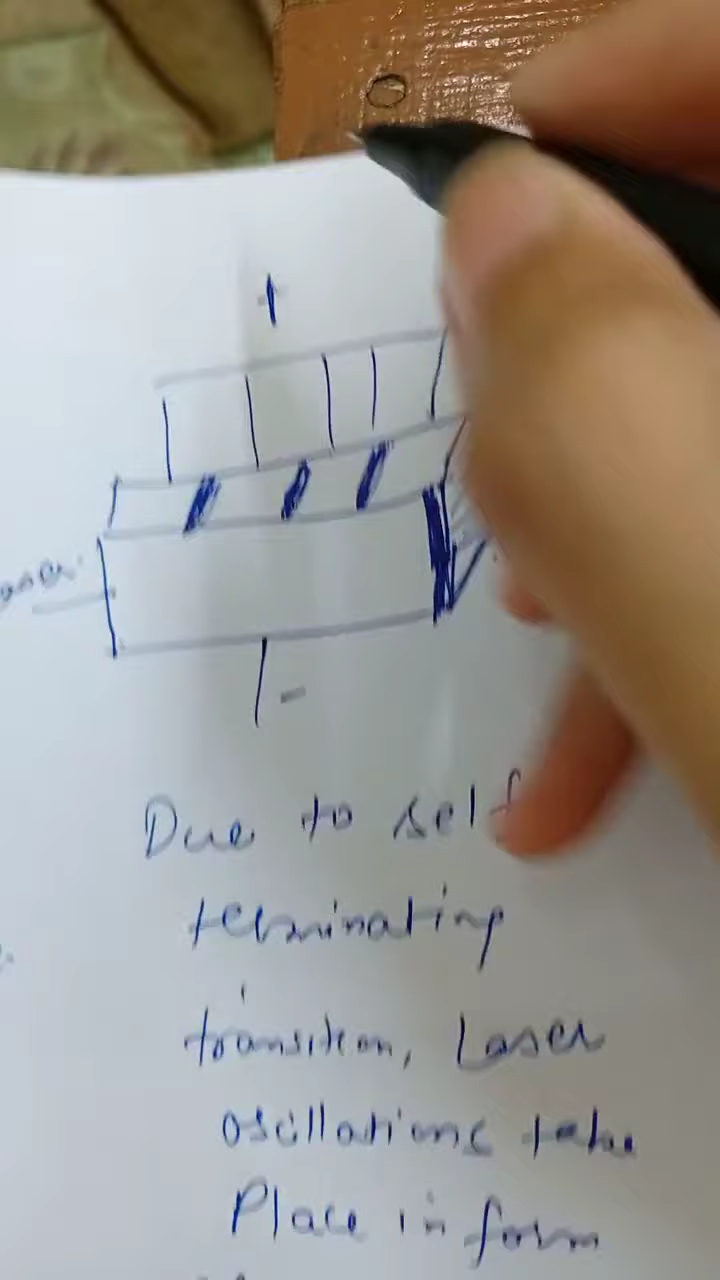 +
-
Due to self
terminating
transition, Laser
oscillations take
Place in form